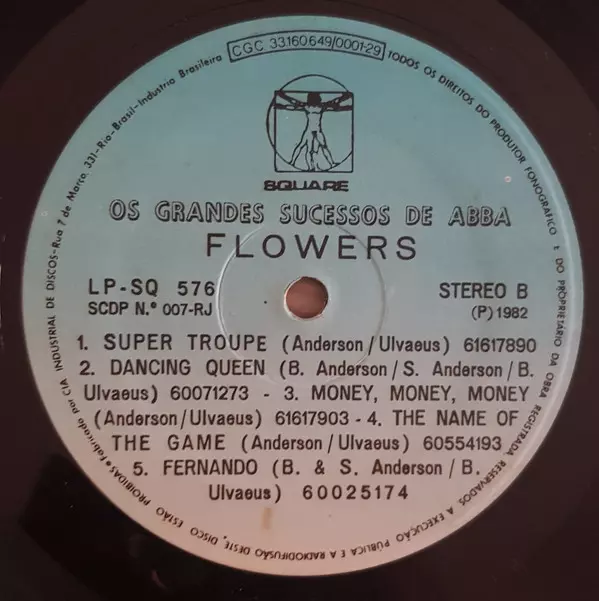 CGC 33.160.649/0001-29
TODOS OS DIREITOS DO PRODUTOR FONOGRÁFICO E DO PROPRIETARIO DA OBRA REGISTRADA, RESERVADOS. A EXECUÇÃO PÚBLICA E A RADIODIFUSÃO DESTE, DISCO, ESTÃO PROIBIDAS • Fabricado por CIA INDUSTRIAL DE DISCOS-Rua 7 de Março, 331-Rio-Brasil-Industria Brasileira
SQUARE
OS GRANDES SUCESSOS DE ABBA
FLOWERS
LP-SQ 576
SCDP N.º 007-RJ
STEREO B
(P) 1982
1. SUPER TROUPE (Anderson/Ulvaeus) 61617890
2. DANCING QUEEN (B. Anderson/S. Anderson/B.
Ulvaeus) 60071273 - 3. MONEY, MONEY, MONEY
(Anderson/Ulvaeus) 61617903 - 4. THE NAME OF
THE GAME (Anderson/Ulvaeus) 60554193
5. FERNANDO (B. & S. Anderson/B.
Ulvaeus) 60025174